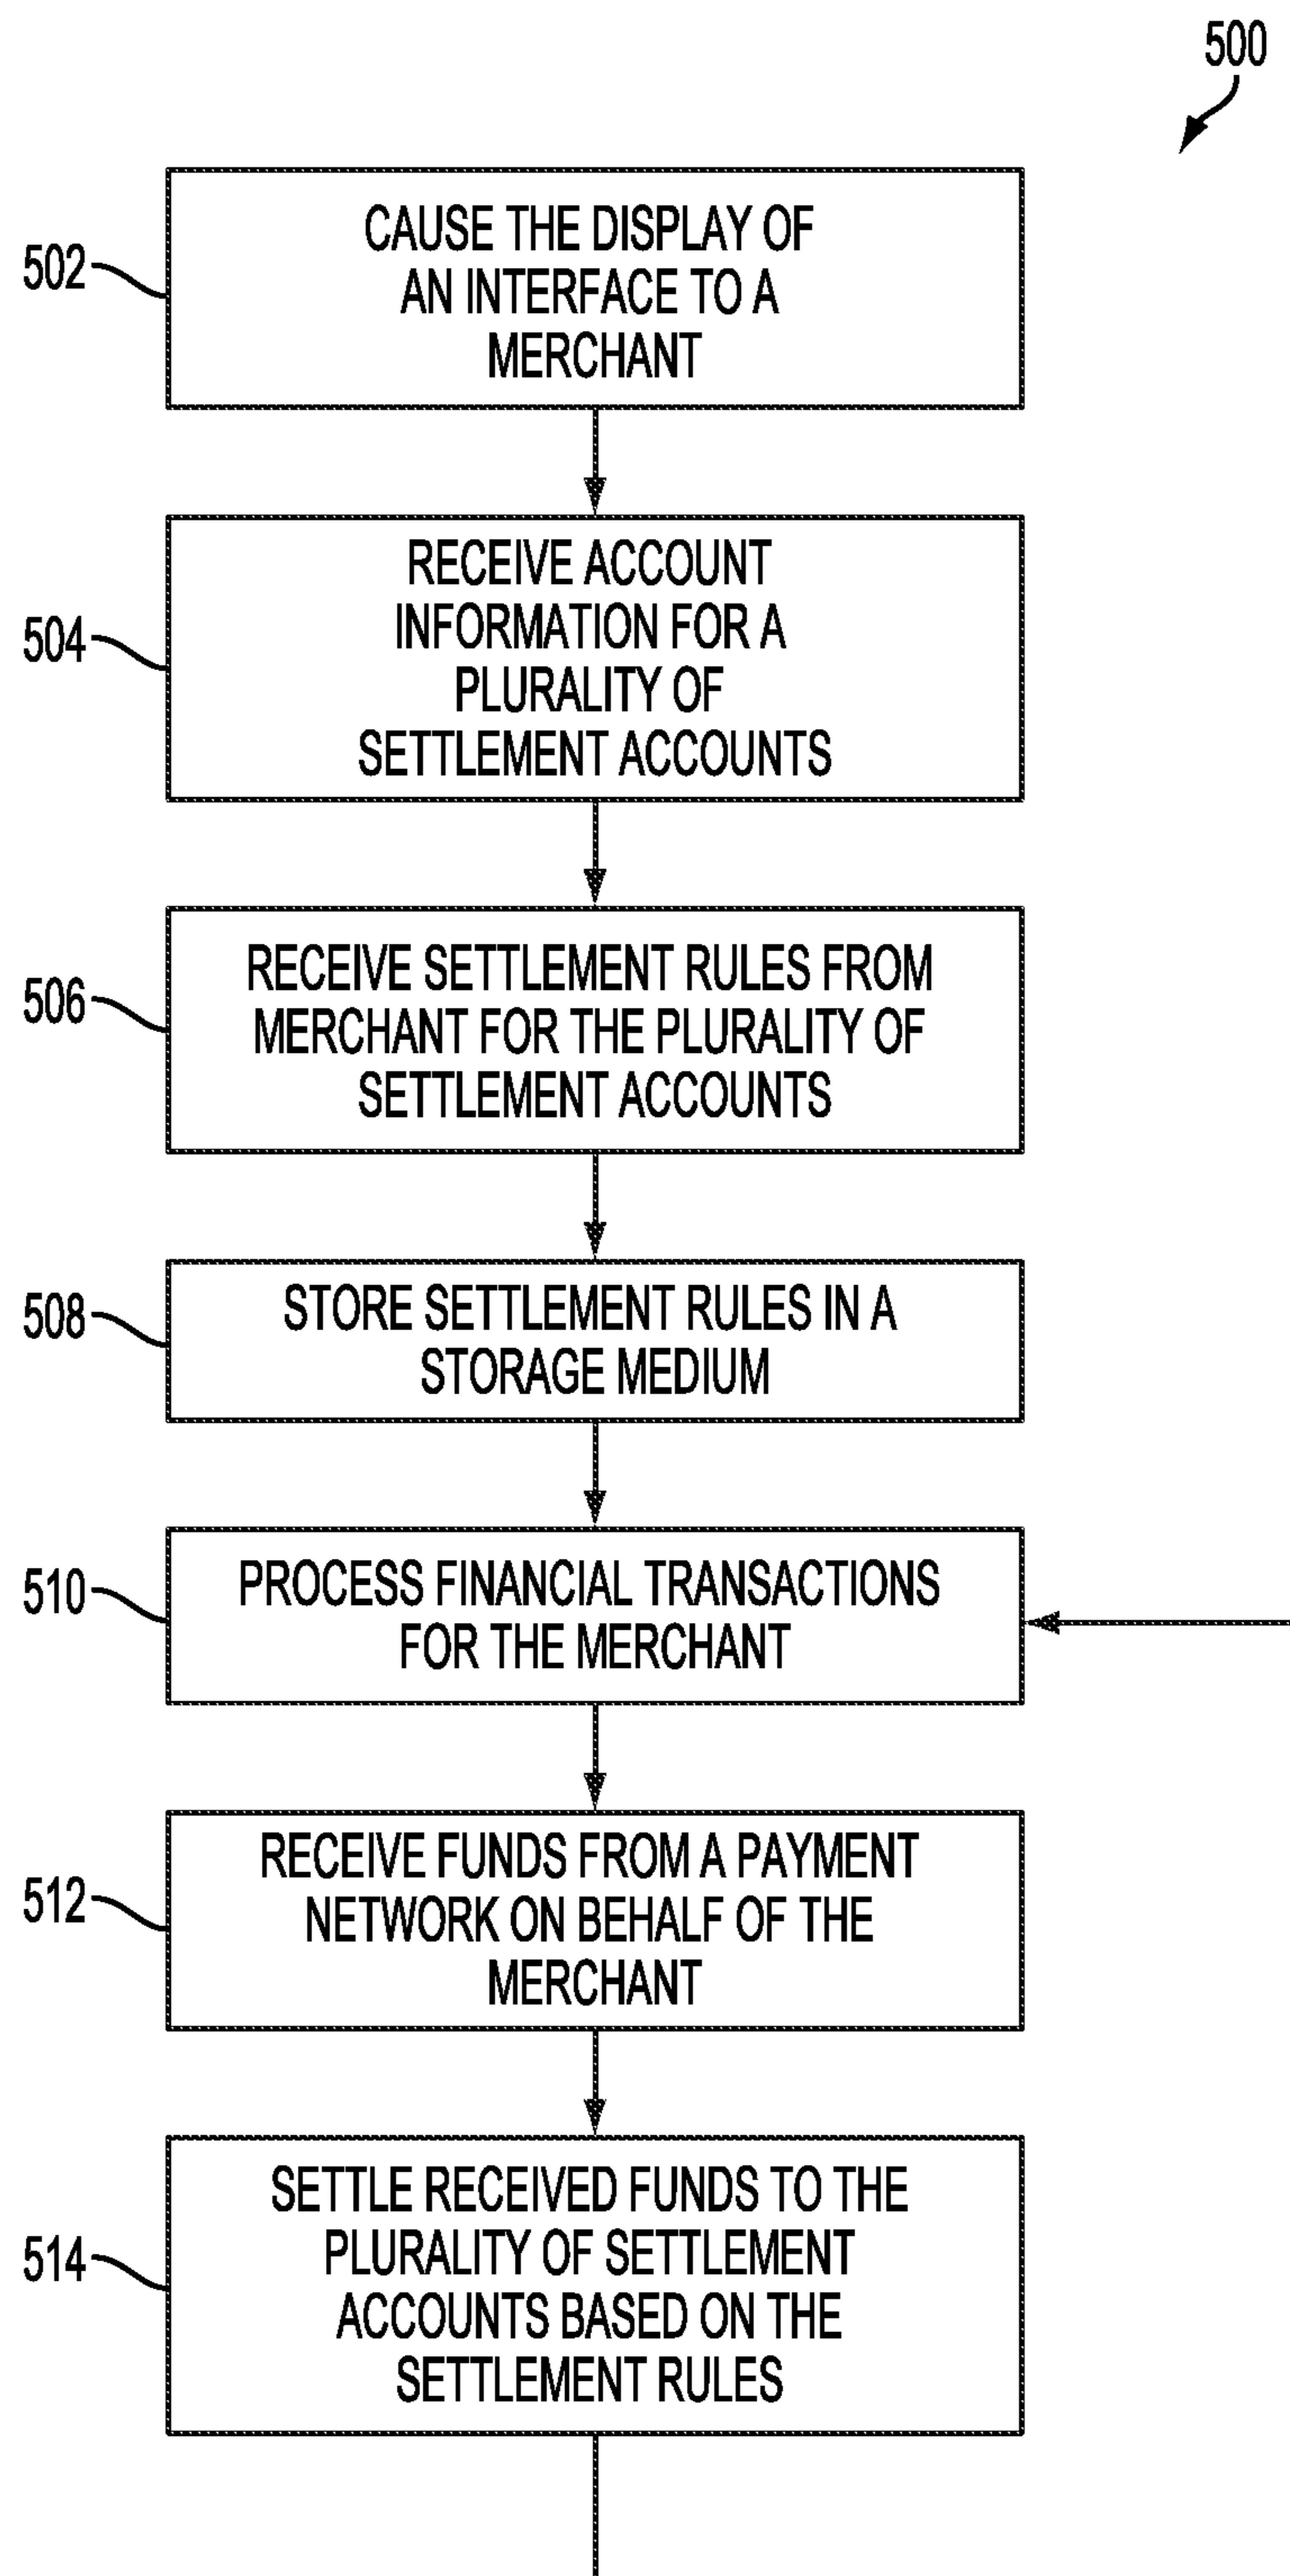 500
502
CAUSE THE DISPLAY OF
AN INTERFACE TO A
MERCHANT
504
RECEIVE ACCOUNT
INFORMATION FOR A
PLURALITY OF
SETTLEMENT ACCOUNTS
506
RECEIVE SETTLEMENT RULES FROM
MERCHANT FOR THE PLURALITY OF
SETTLEMENT ACCOUNTS
508
STORE SETTLEMENT RULES IN A
STORAGE MEDIUM
510
PROCESS FINANCIAL TRANSACTIONS
FOR THE MERCHANT
512
RECEIVE FUNDS FROM A PAYMENT
NETWORK ON BEHALF OF THE
MERCHANT
514
SETTLE RECEIVED FUNDS TO THE
PLURALITY OF SETTLEMENT
ACCOUNTS BASED ON THE
SETTLEMENT RULES